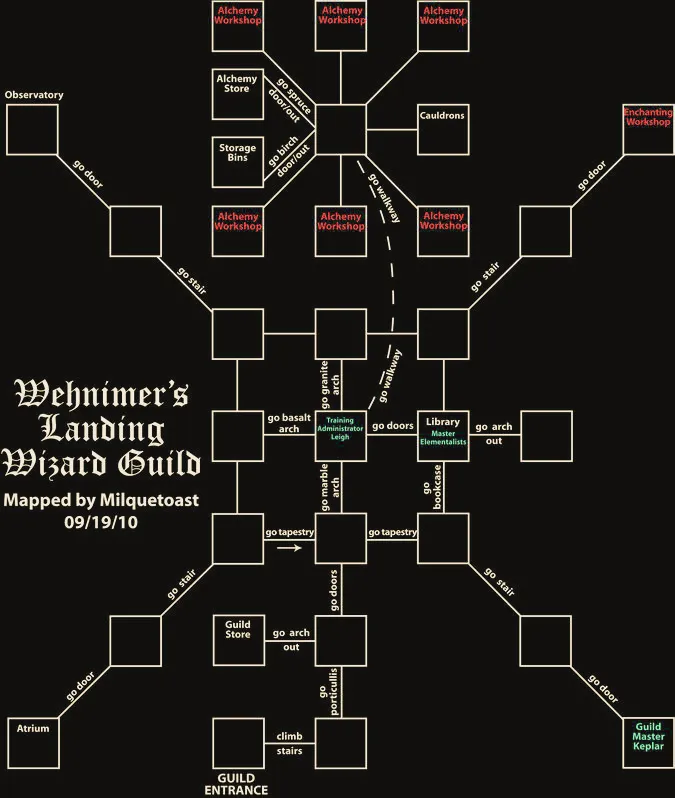 Alchemy
Workshop
Alchemy
Workshop
Alchemy
Workshop
Alchemy
Store
go spruce
door/out
Observatory
Cauldrons
Enchanting
Workshop
Storage
Bins
go birch
door/out
go door
go walkway
go door
Alchemy
Workshop
Alchemy
Workshop
Alchemy
Workshop
go stair
go stair
go granite
arch
go walkway
Wehnimer's
Landing
Wizard Guild
Mapped by Milquetoast
09/19/10
go basalt
arch
Training
Administrator
Leigh
go doors
Library
Master
Elementalists
go arch
out
go marble
arch
go
bookcase
go tapestry
go tapestry
go stair
go doors
go stair
Guild
Store
go arch
out
go door
go
porticullis
go door
Atrium
climb
stairs
Guild
Master
Keplar
GUILD
ENTRANCE